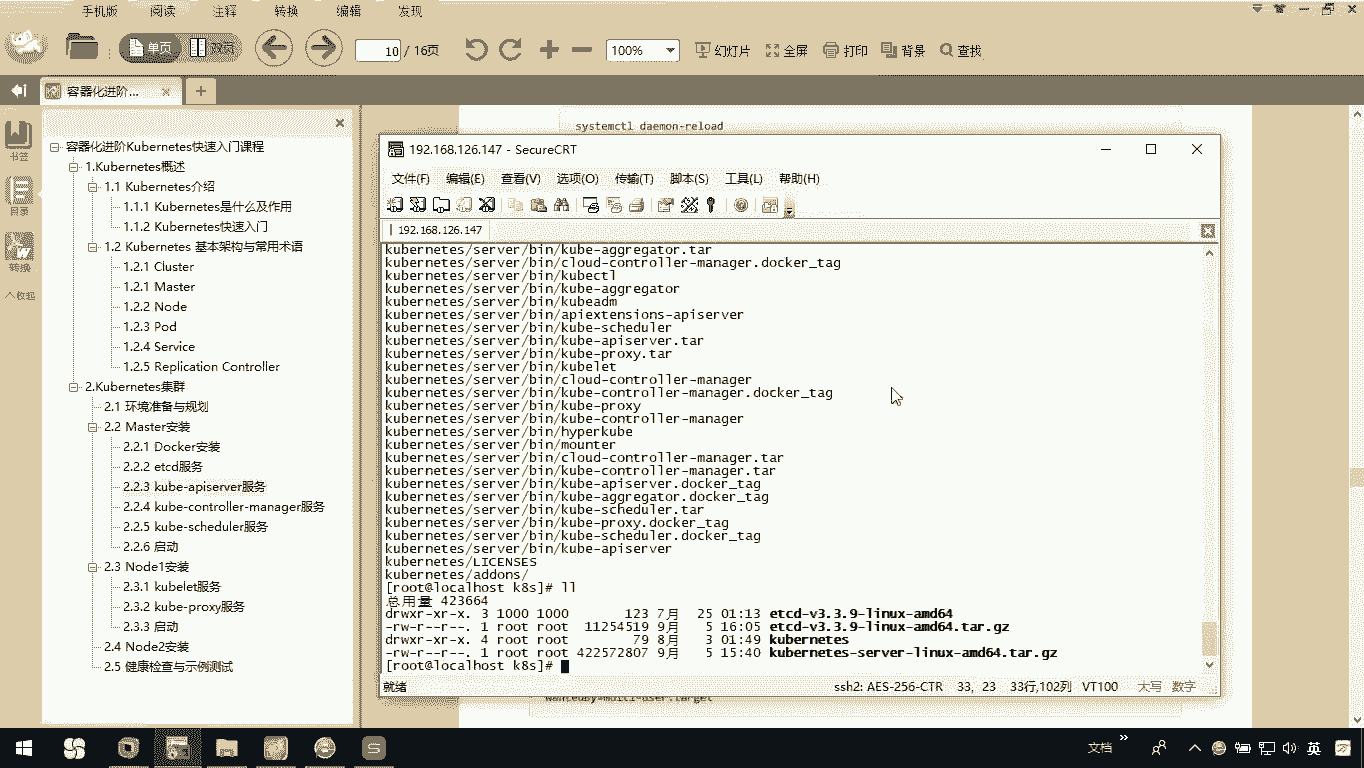 手机版 阅读 注释 转换 编辑 发现
单页 双页 10 / 16页 100% 幻灯片 全屏 打印 背景 查找
容器化进阶...
书签
目录
转换
收起
容器化进阶Kubernetes快速入门课程
1.Kubernetes概述
1.1 Kubernetes介绍
1.1.1 Kubernetes是什么及作用
1.1.2 Kubernetes快速入门
1.2 Kubernetes 基本架构与常用术语
1.2.1 Cluster
1.2.1 Master
1.2.2 Node
1.2.3 Pod
1.2.4 Service
1.2.5 Replication Controller
2.Kubernetes集群
2.1 环境准备与规划
2.2 Master安装
2.2.1 Docker安装
2.2.2 etcd服务
2.2.3 kube-apiserver服务
2.2.4 kube-controller-manager服务
2.2.5 kube-scheduler服务
2.2.6 启动
2.3 Node1安装
2.3.1 kubelet服务
2.3.2 kube-proxy服务
2.3.3 启动
2.4 Node2安装
2.5 健康检查与示例测试
systemctl daemon-reload
192.168.126.147 - SecureCRT
文件(F) 编辑(E) 查看(V) 选项(O) 传输(T) 脚本(S) 工具(L) 帮助(H)
192.168.126.147
kubernetes/server/bin/kube-aggregator.tar
kubernetes/server/bin/cloud-controller-manager.docker_tag
kubernetes/server/bin/kubectl
kubernetes/server/bin/kube-aggregator
kubernetes/server/bin/kubeadm
kubernetes/server/bin/apiextensions-apiserver
kubernetes/server/bin/kube-scheduler
kubernetes/server/bin/kube-apiserver.tar
kubernetes/server/bin/kube-proxy.tar
kubernetes/server/bin/kubelet
kubernetes/server/bin/cloud-controller-manager
kubernetes/server/bin/kube-controller-manager.docker_tag
kubernetes/server/bin/kube-proxy
kubernetes/server/bin/kube-controller-manager
kubernetes/server/bin/hyperkube
kubernetes/server/bin/mounter
kubernetes/server/bin/cloud-controller-manager.tar
kubernetes/server/bin/kube-controller-manager.tar
kubernetes/server/bin/kube-apiserver.docker_tag
kubernetes/server/bin/kube-aggregator.docker_tag
kubernetes/server/bin/kube-scheduler.tar
kubernetes/server/bin/kube-proxy.docker_tag
kubernetes/server/bin/kube-scheduler.docker_tag
kubernetes/server/bin/kube-apiserver
kubernetes/LICENSES
kubernetes/addons/
[root@localhost k8s]# ll
总用量 423664
drwxr-xr-x. 3 1000 1000 123 7月 25 01:13 etcd-v3.3.9-linux-amd64
-rw-r--r--. 1 root root 11254519 9月 5 16:05 etcd-v3.3.9-linux-amd64.tar.gz
drwxr-xr-x. 4 root root 79 8月 3 01:49 kubernetes
-rw-r--r--. 1 root root 422572807 9月 5 15:40 kubernetes-server-linux-amd64.tar.gz
[root@localhost k8s]#
就绪 ssh2: AES-256-CTR 33, 23 33行,102列 VT100 大写 数字
WantedBy=multi-user.target
文档 英